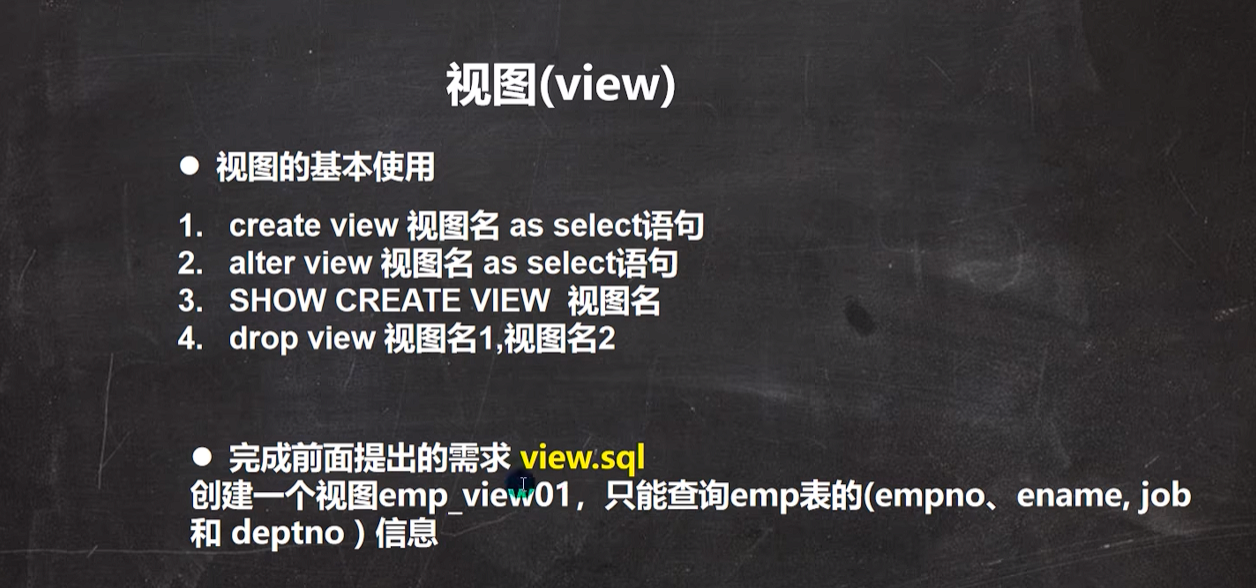 视图(view)
● 视图的基本使用
1. create view 视图名 as select语句
2. alter view 视图名 as select语句
3. SHOW CREATE VIEW 视图名
4. drop view 视图名1,视图名2
● 完成前面提出的需求 view.sql
创建一个视图emp_view01，只能查询emp表的(empno、ename, job
和 deptno ) 信息